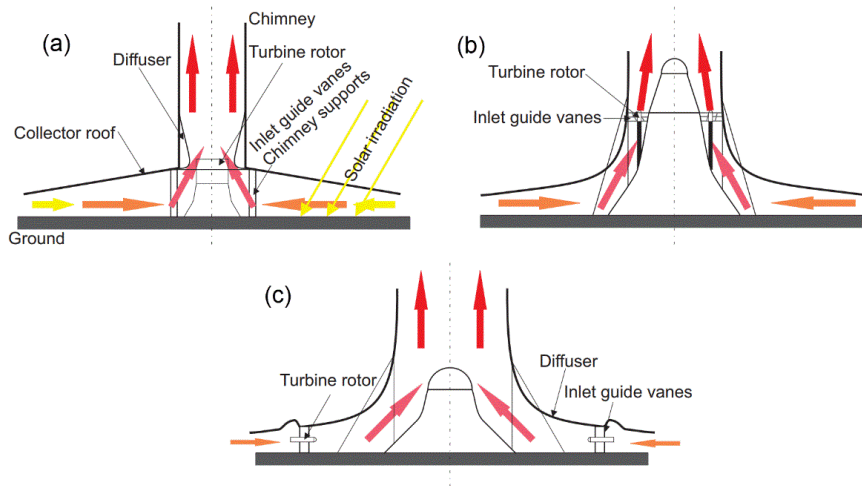 (a)
Chimney
Turbine rotor
Diffuser
Inlet guide vanes
Chimney supports
Solar irradiation
Collector roof
Ground
(b)
Turbine rotor
Inlet guide vanes
(c)
Turbine rotor
Diffuser
Inlet guide vanes